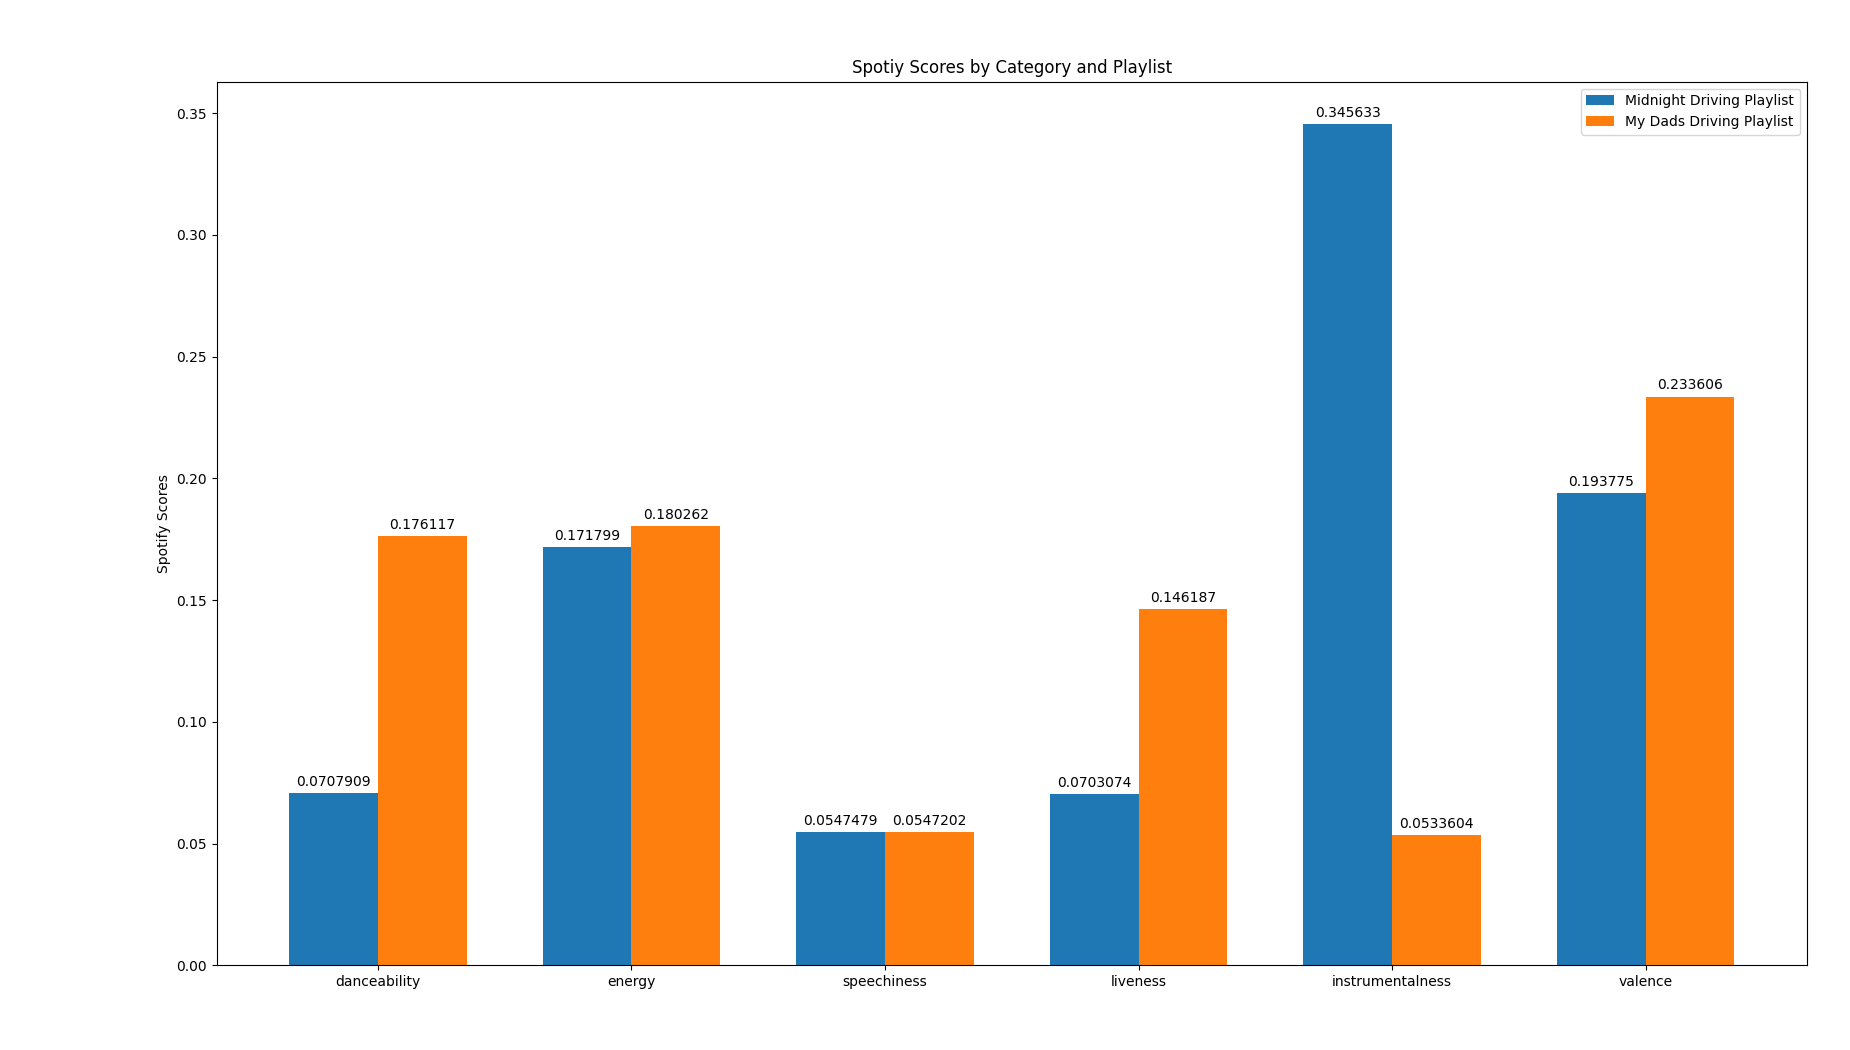 Spotiy Scores by Category and Playlist
Midnight Driving Playlist
My Dads Driving Playlist
Spotify Scores
0.35
0.30
0.25
0.20
0.15
0.10
0.05
0.00
0.0707909
0.176117
0.171799
0.180262
0.0547479
0.0547202
0.0703074
0.146187
0.345633
0.0533604
0.193775
0.233606
danceability
energy
speechiness
liveness
instrumentalness
valence